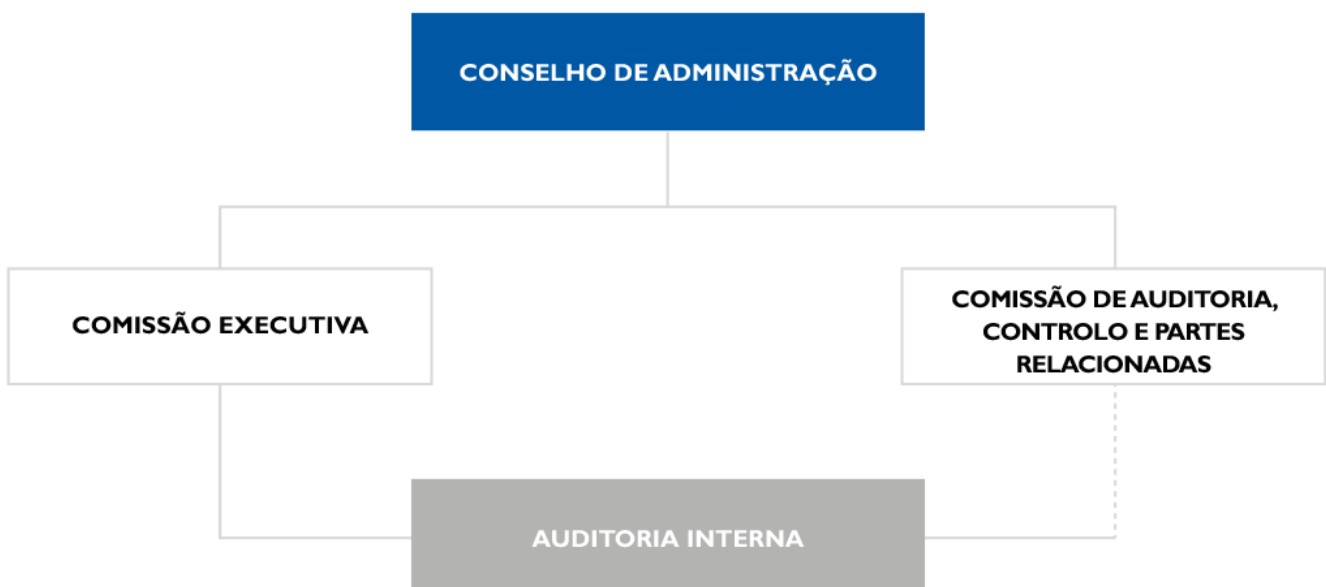 CONSELHO DE ADMINISTRAÇÃO
COMISSÃO EXECUTIVA
COMISSÃO DE AUDITORIA,
CONTROLO E PARTES
RELACIONADAS
AUDITORIA INTERNA